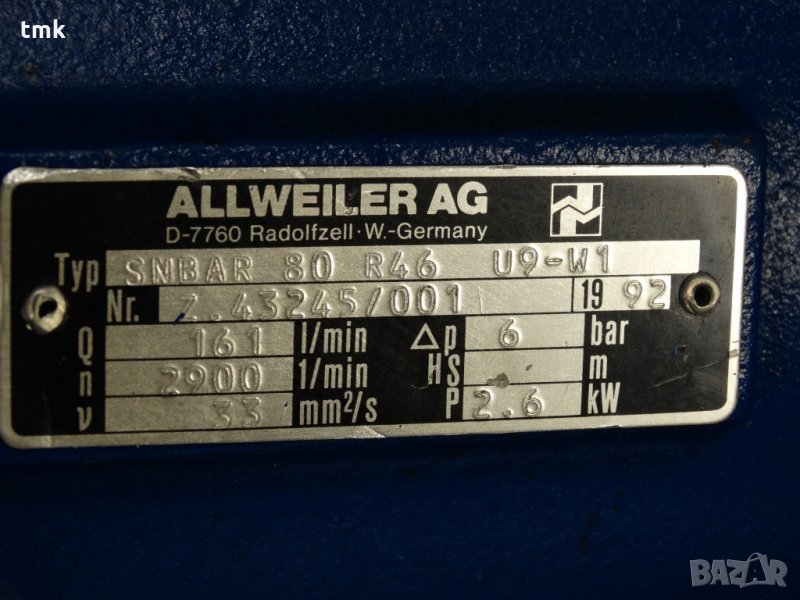 tmk
ALLWEILER AG
D-7760 Radolfzell·W.-Germany
Typ SNBAR 80 R46 U9-W1
Nr. Z.43245/001 19 92
Q 161 l/min Δp 6 bar
n 2900 1/min HS m
ν 33 mm²/s P 2.6 kW
BAZAR